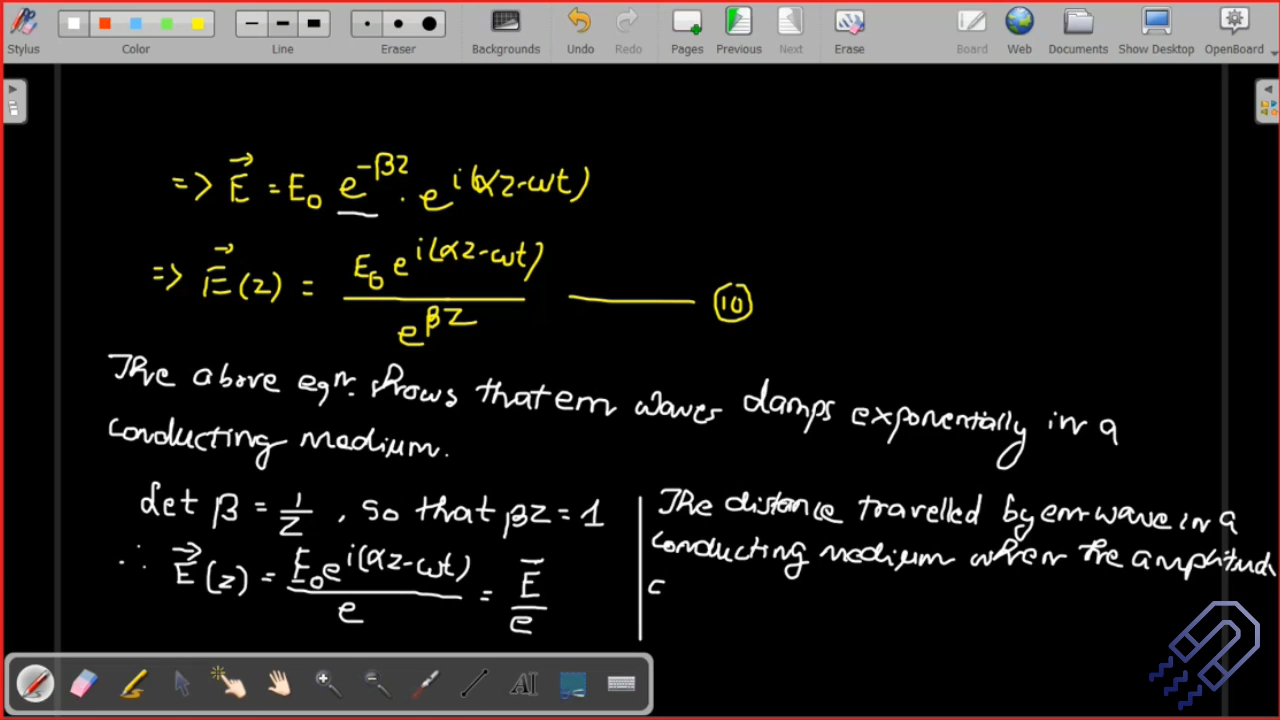 Stylus Color Line Eraser Backgrounds Undo Redo Pages Previous Next Erase Board Web Documents Show Desktop OpenBoard
=> E⃗ = E₀ e^{-βz} . e^{i(αz-ωt)}
=> E⃗(z) = E₀ e^{i(αz-ωt)} / e^{βz} ——— ⑩
The above eqn. shows that em waves damps exponentially in a
conducting medium.
Let β = 1/z , so that βz = 1
∴ E⃗(z) = E₀e^{i(αz-ωt)} / e = E̅ / e
The distance travelled by em wave in a
conducting medium when the amplitude
c